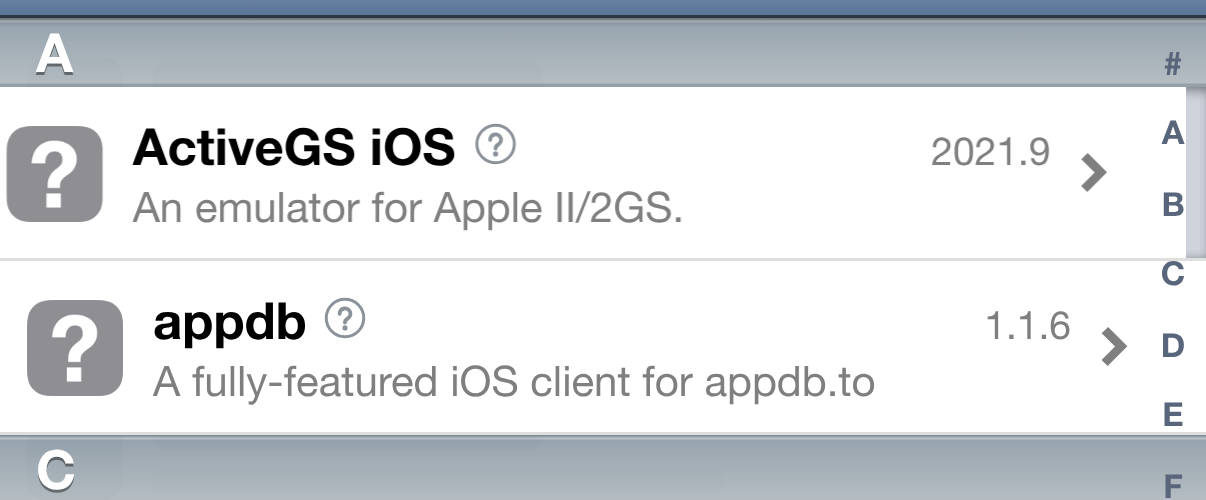 A
#
?
ActiveGS iOS ?
2021.9
An emulator for Apple II/2GS.
A
B
C
?
appdb ?
1.1.6
A fully-featured iOS client for appdb.to
D
E
C
F